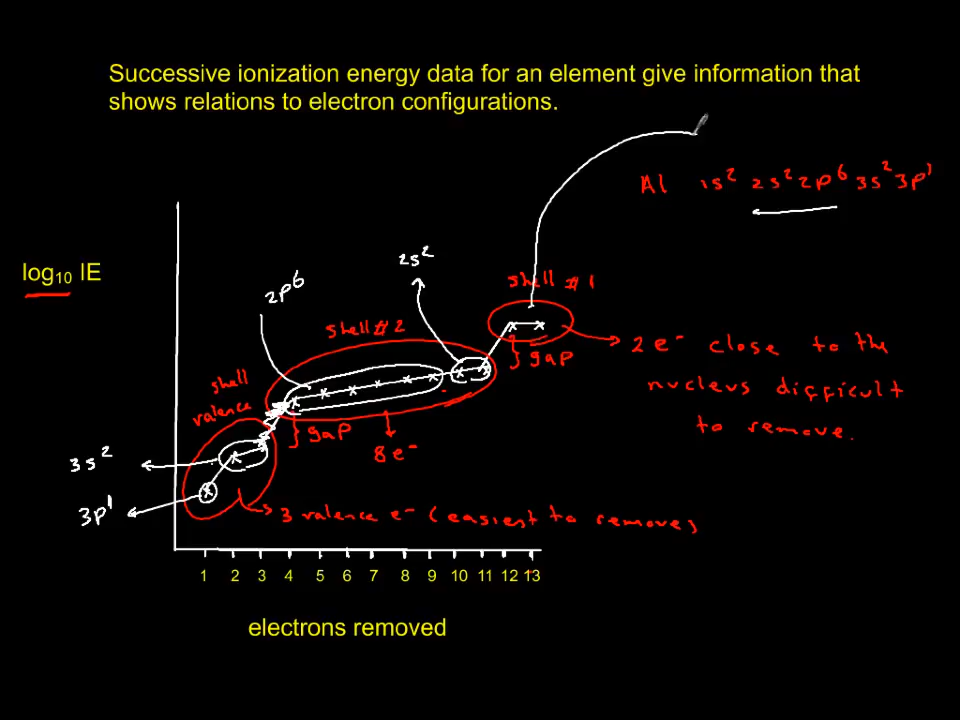 Successive ionization energy data for an element give information that
shows relations to electron configurations.
Al 1s² 2s² 2p⁶ 3s² 3p¹
log₁₀ IE
2s²
2p⁶
shell #1
shell #2
shell
valence
} gap
} gap
8e⁻
2 e⁻ close to the
nucleus difficult
to remove.
3s²
3p¹
3 valence e⁻ (easiest to remove)
1 2 3 4 5 6 7 8 9 10 11 12 13
electrons removed